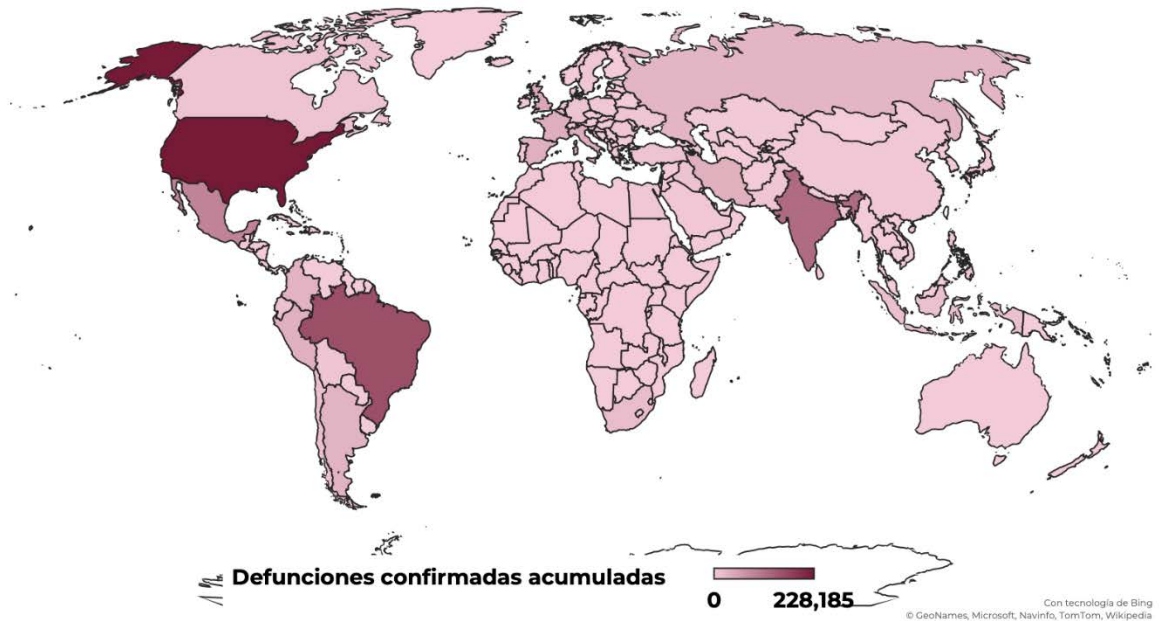 Defunciones confirmadas acumuladas
0 228,185
Con tecnología de Bing
© GeoNames, Microsoft, Navinfo, TomTom, Wikipedia